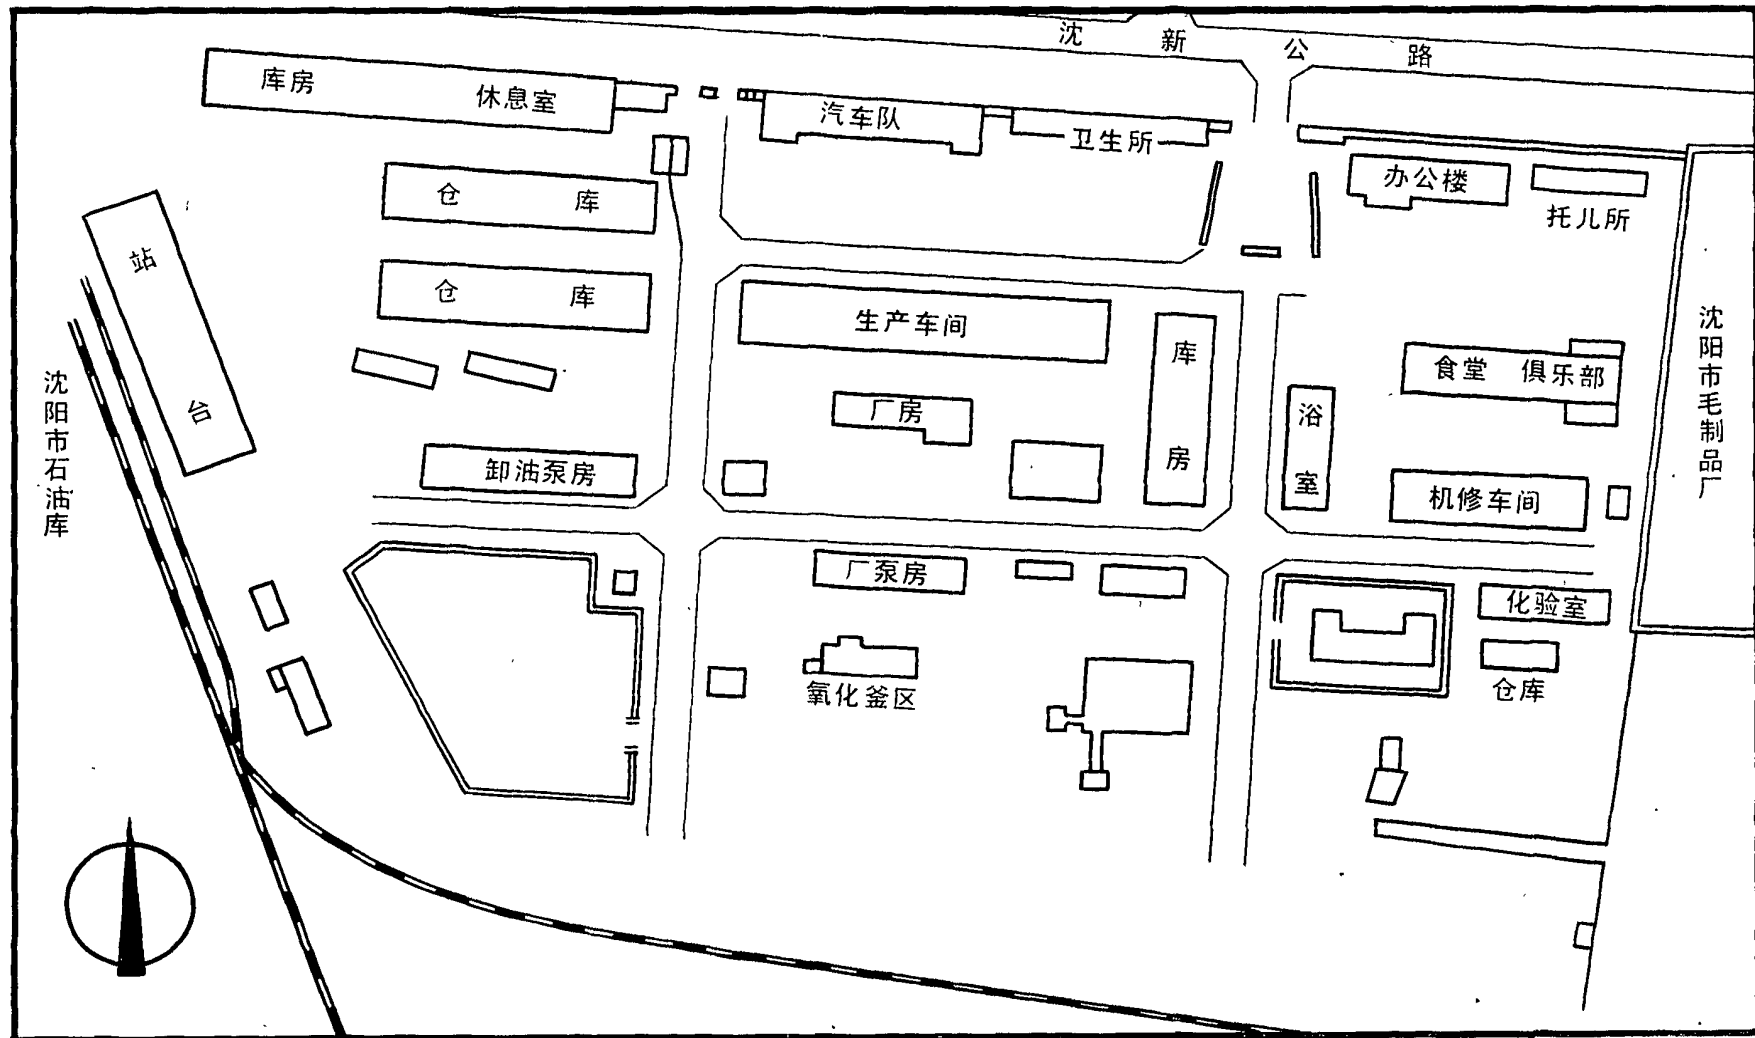 沈新公路
库房
休息室
汽车队
卫生所
办公楼
托儿所
仓库
站台
仓库
生产车间
库房
食堂 俱乐部
浴室
厂房
卸油泵房
机修车间
沈阳市石油库
沈阳市毛制品厂
厂泵房
化验室
仓库
氧化釜区